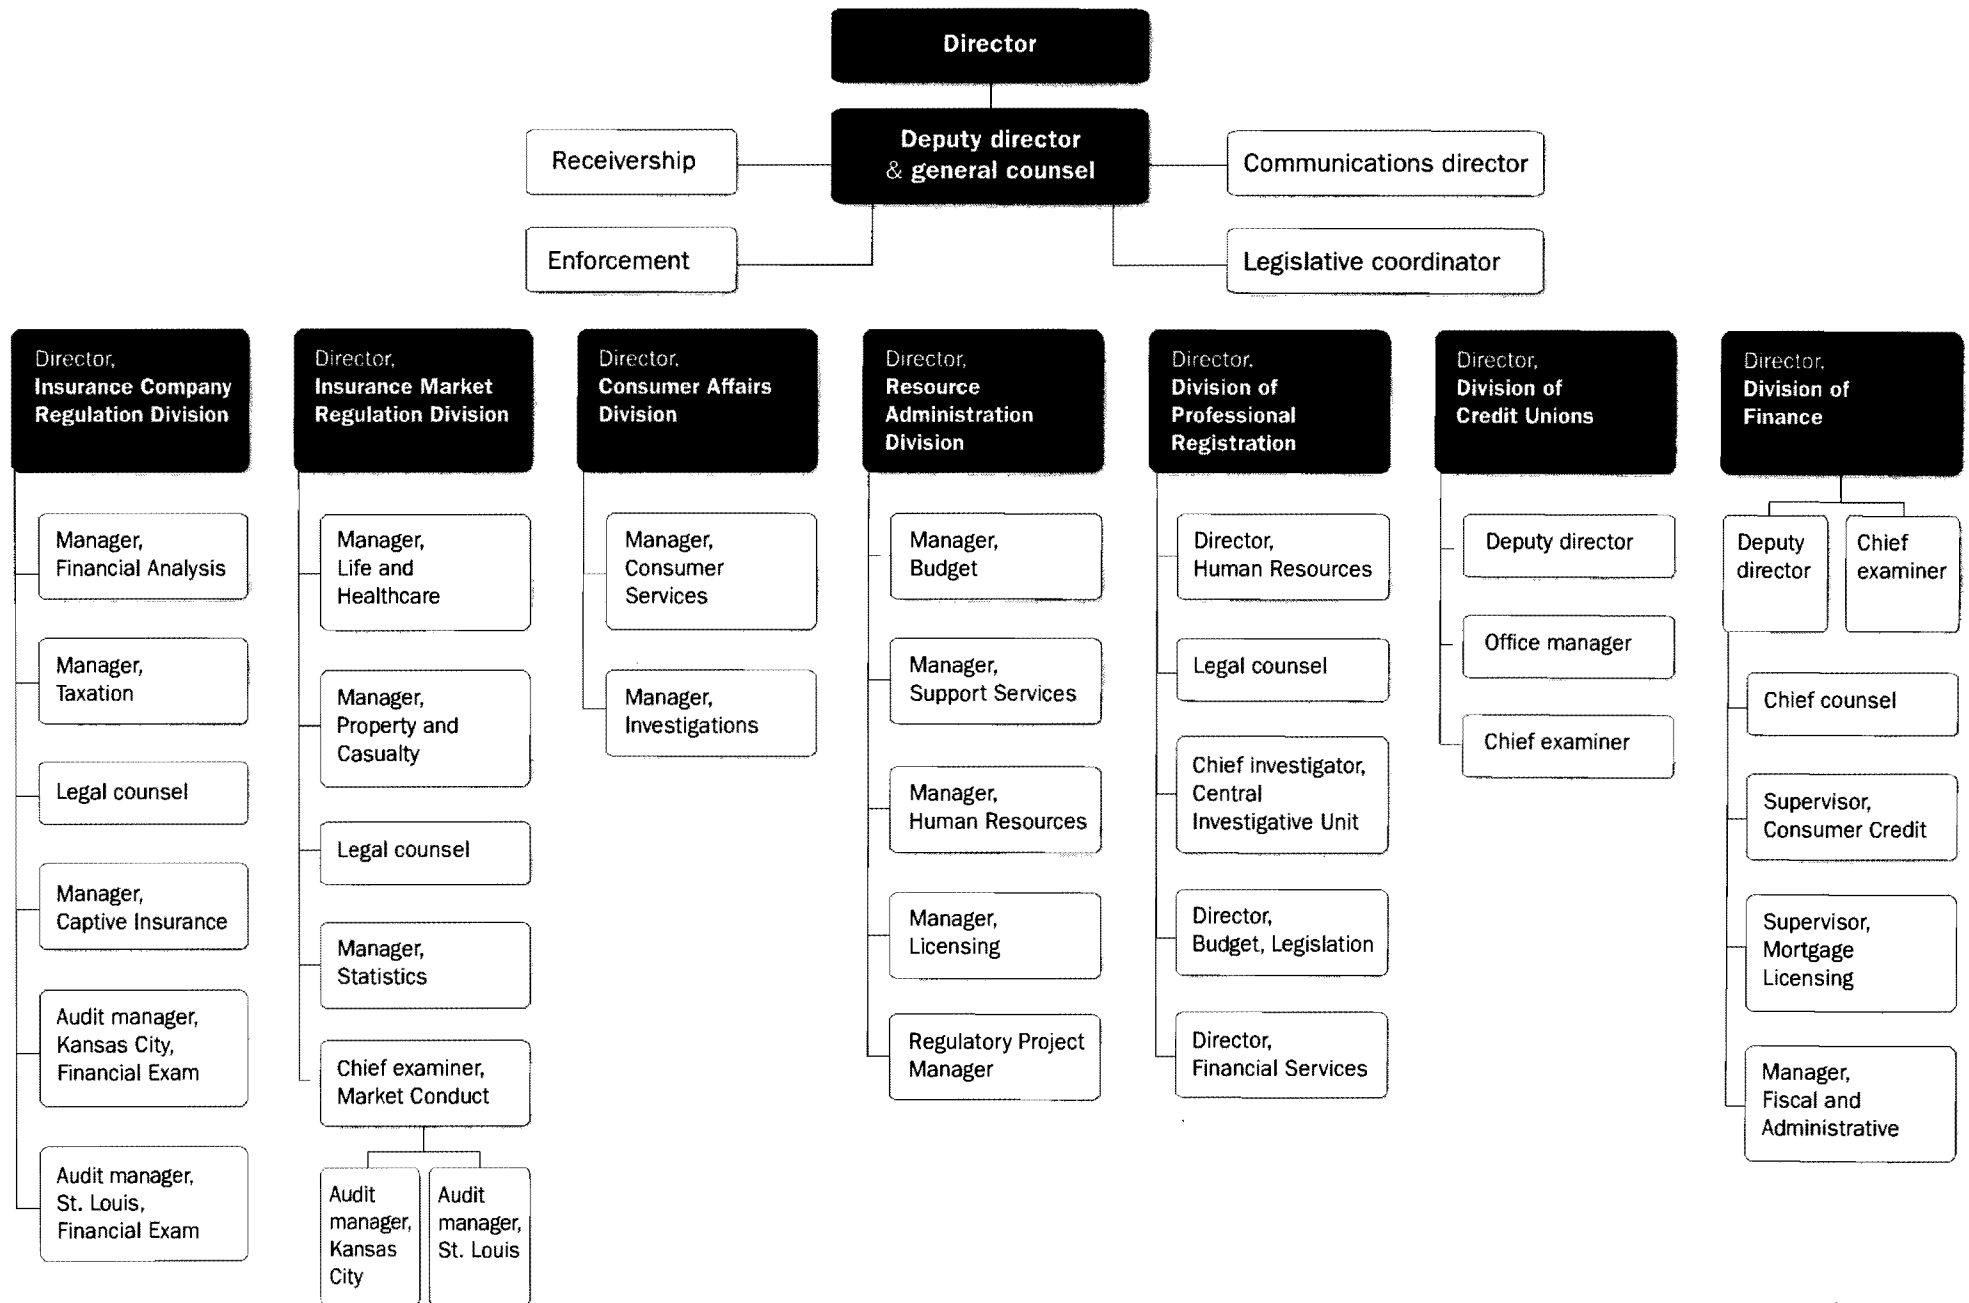 Director
Deputy director
& general counsel
Receivership
Communications director
Enforcement
Legislative coordinator
Director,
Insurance Company
Regulation Division
Manager,
Financial Analysis
Manager,
Taxation
Legal counsel
Manager,
Captive Insurance
Audit manager,
Kansas City,
Financial Exam
Audit manager,
St. Louis,
Financial Exam
Director,
Insurance Market
Regulation Division
Manager,
Life and
Healthcare
Manager,
Property and
Casualty
Legal counsel
Manager,
Statistics
Chief examiner,
Market Conduct
Audit
manager,
Kansas
City
Audit
manager,
St. Louis
Director,
Consumer Affairs
Division
Manager,
Consumer
Services
Manager,
Investigations
Director,
Resource
Administration
Division
Manager,
Budget
Manager,
Support Services
Manager,
Human Resources
Manager,
Licensing
Regulatory Project
Manager
Director,
Division of
Professional
Registration
Director,
Human Resources
Legal counsel
Chief investigator,
Central
Investigative Unit
Director,
Budget, Legislation
Director,
Financial Services
Director,
Division of
Credit Unions
Deputy director
Office manager
Chief examiner
Director,
Division of
Finance
Deputy
director
Chief
examiner
Chief counsel
Supervisor,
Consumer Credit
Supervisor,
Mortgage
Licensing
Manager,
Fiscal and
Administrative